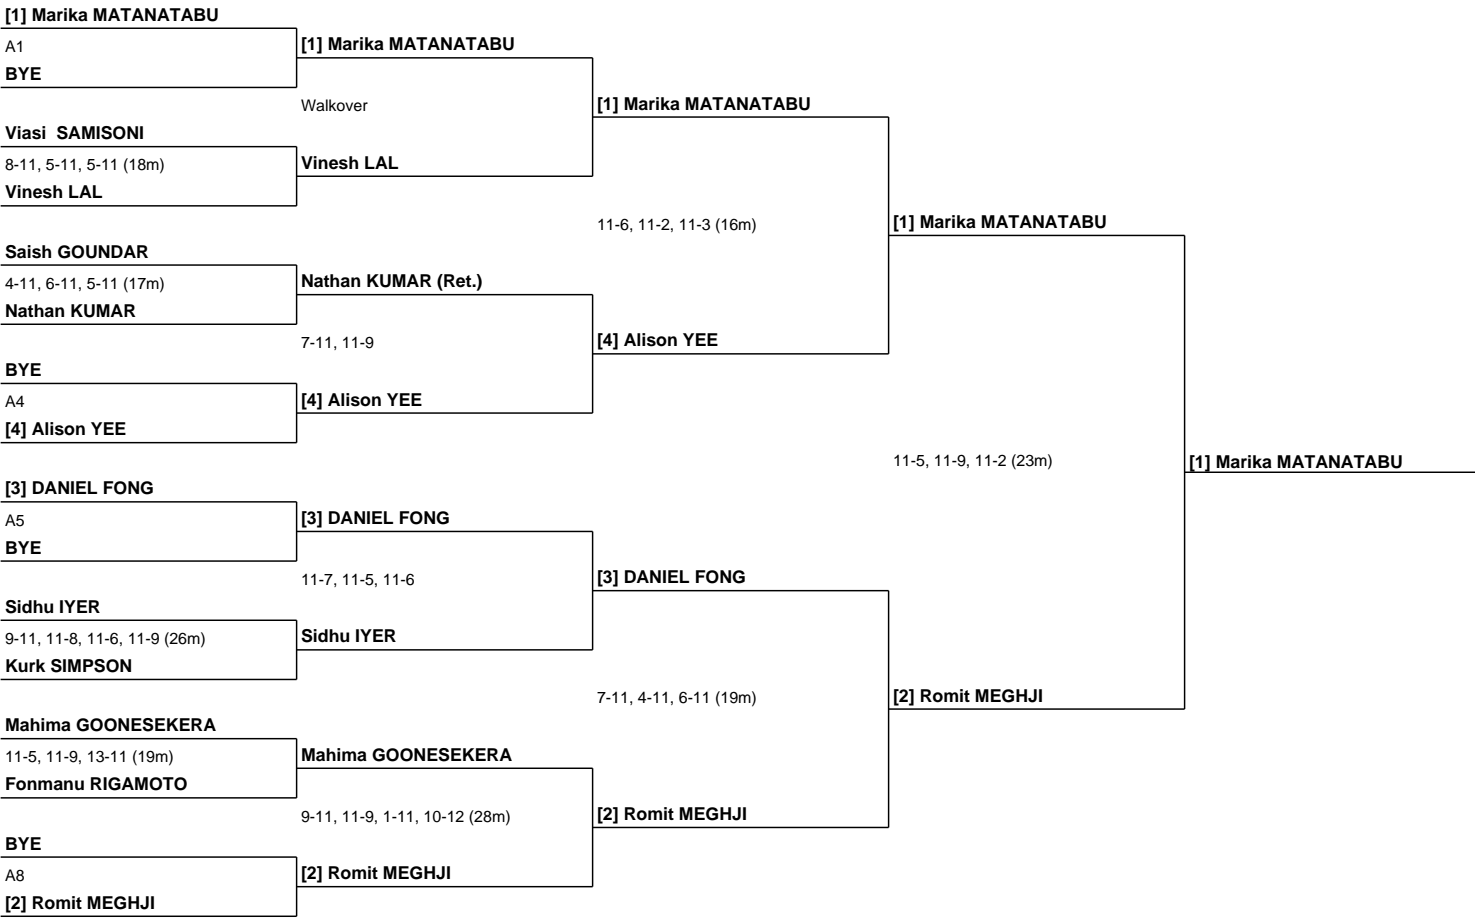 [1] Marika MATANATABU
A1
BYE
Viasi  SAMISONI
8-11, 5-11, 5-11 (18m)
Vinesh LAL
Saish GOUNDAR
4-11, 6-11, 5-11 (17m)
Nathan KUMAR
BYE
A4
[4] Alison YEE
[3] DANIEL FONG
A5
BYE
Sidhu IYER
9-11, 11-8, 11-6, 11-9 (26m)
Kurk SIMPSON
Mahima GOONESEKERA
11-5, 11-9, 13-11 (19m)
Fonmanu RIGAMOTO
BYE
A8
[2] Romit MEGHJI
[1] Marika MATANATABU
Walkover
Vinesh LAL
Nathan KUMAR (Ret.)
7-11, 11-9
[4] Alison YEE
[3] DANIEL FONG
11-7, 11-5, 11-6
Sidhu IYER
Mahima GOONESEKERA
9-11, 11-9, 1-11, 10-12 (28m)
[2] Romit MEGHJI
[1] Marika MATANATABU
11-6, 11-2, 11-3 (16m)
[4] Alison YEE
[3] DANIEL FONG
7-11, 4-11, 6-11 (19m)
[2] Romit MEGHJI
[1] Marika MATANATABU
11-5, 11-9, 11-2 (23m)
[2] Romit MEGHJI
[1] Marika MATANATABU